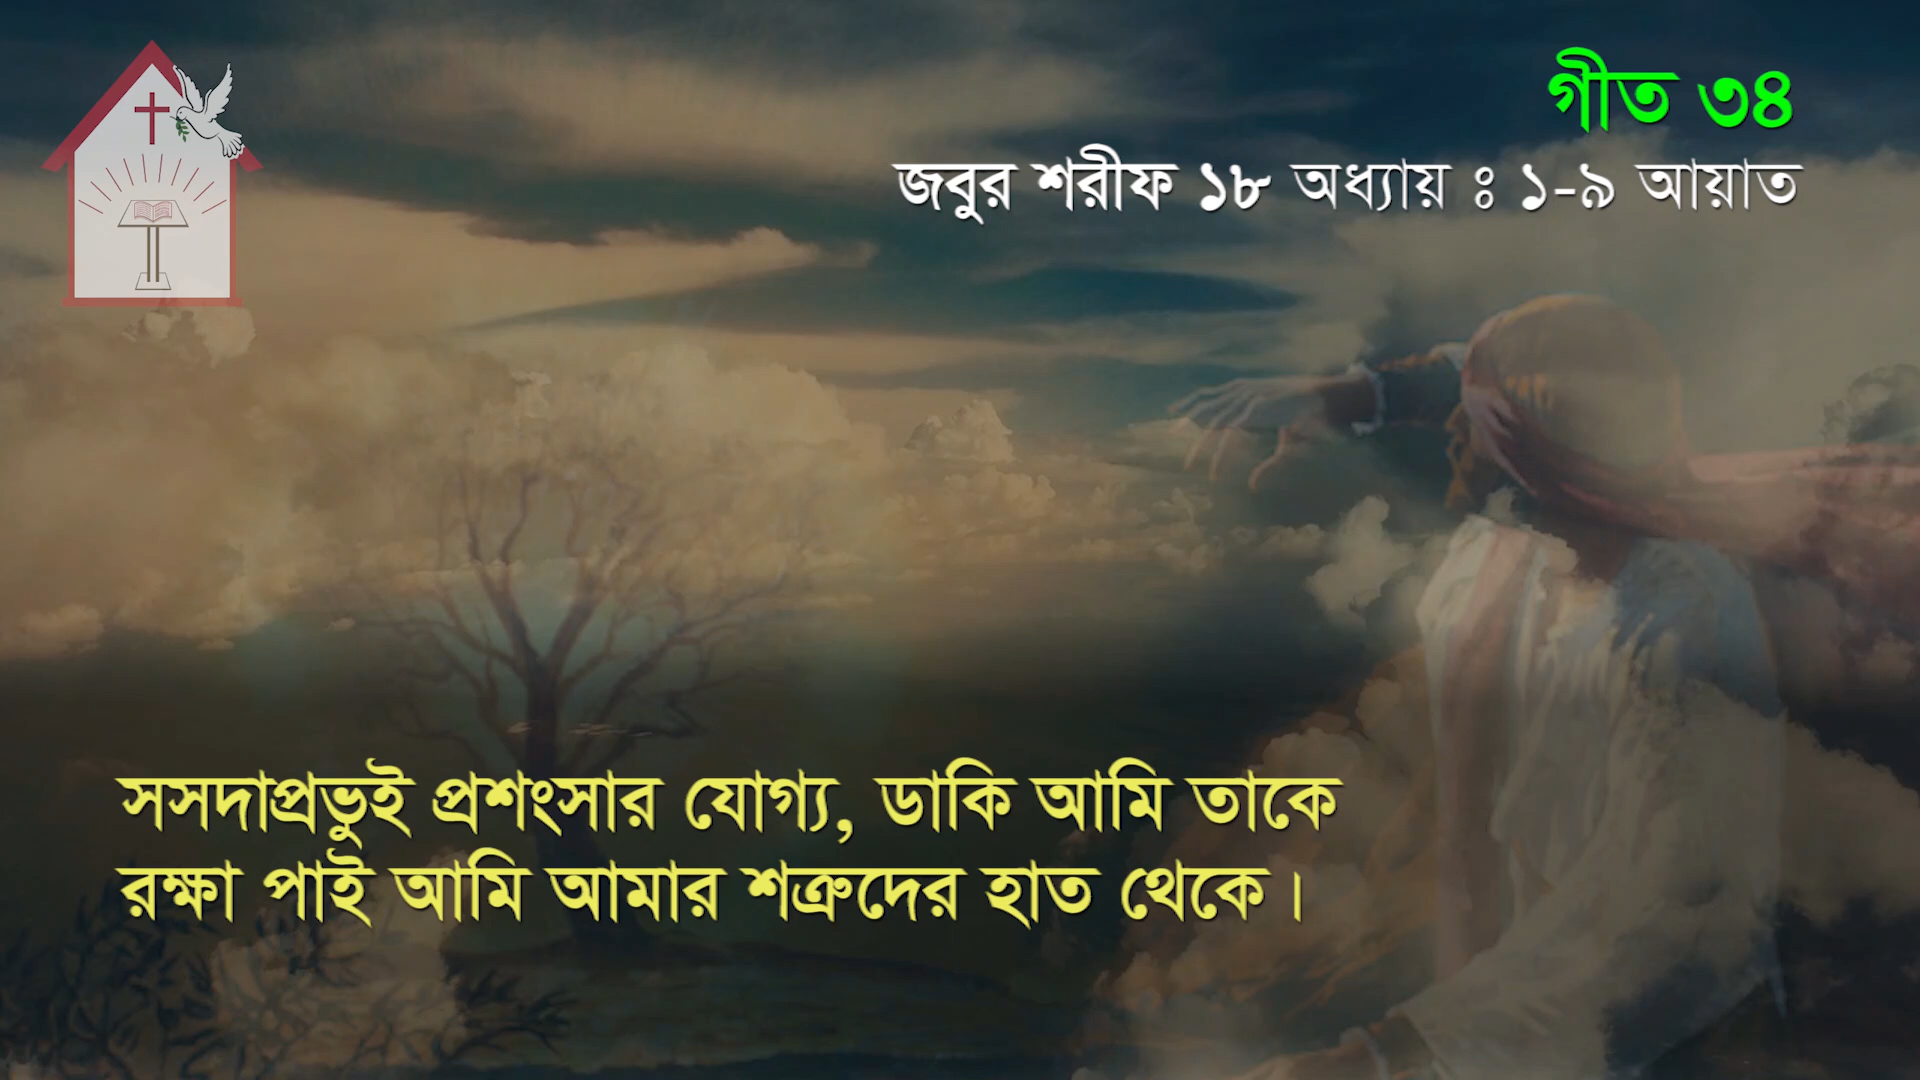 গীত ৩৪
জবুর শরীফ ১৮ অধ্যায় ঃ ১-৯ আয়াত
সসদাপ্রভুই প্রশংসার যোগ্য, ডাকি আমি তাকে
রক্ষা পাই আমি আমার শত্রুদের হাত থেকে।